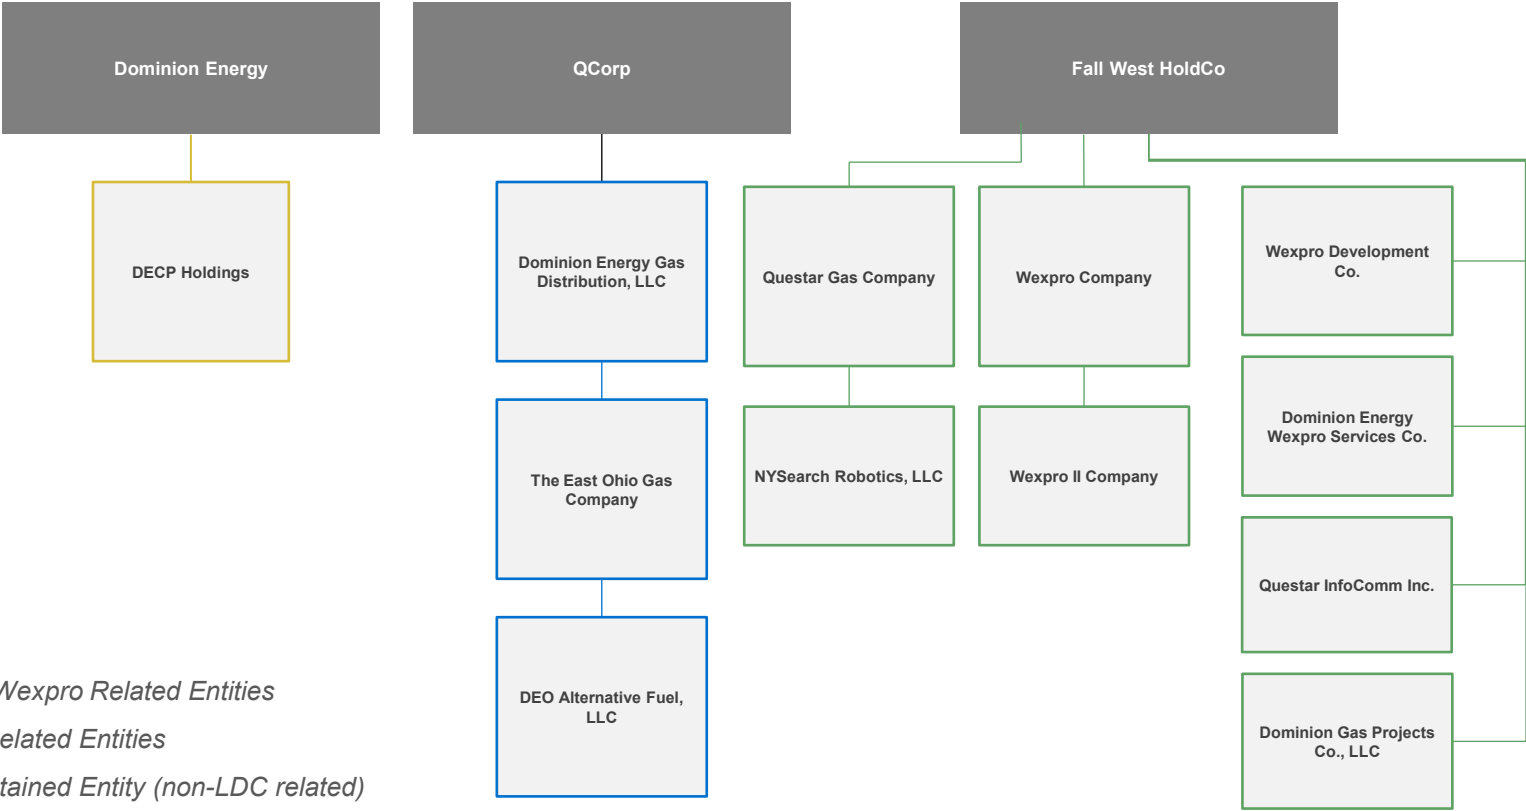 Dominion Energy
QCorp
Fall West HoldCo
DECP Holdings
Dominion Energy Gas
Distribution, LLC
Questar Gas Company
Wexpro Company
Wexpro Development
Co.
Dominion Energy
Wexpro Services Co.
The East Ohio Gas
Company
NYSearch Robotics, LLC
Wexpro II Company
Questar InfoComm Inc.
DEO Alternative Fuel,
LLC
Dominion Gas Projects
Co., LLC
Wexpro Related Entities
elated Entities
tained Entity (non-LDC related)